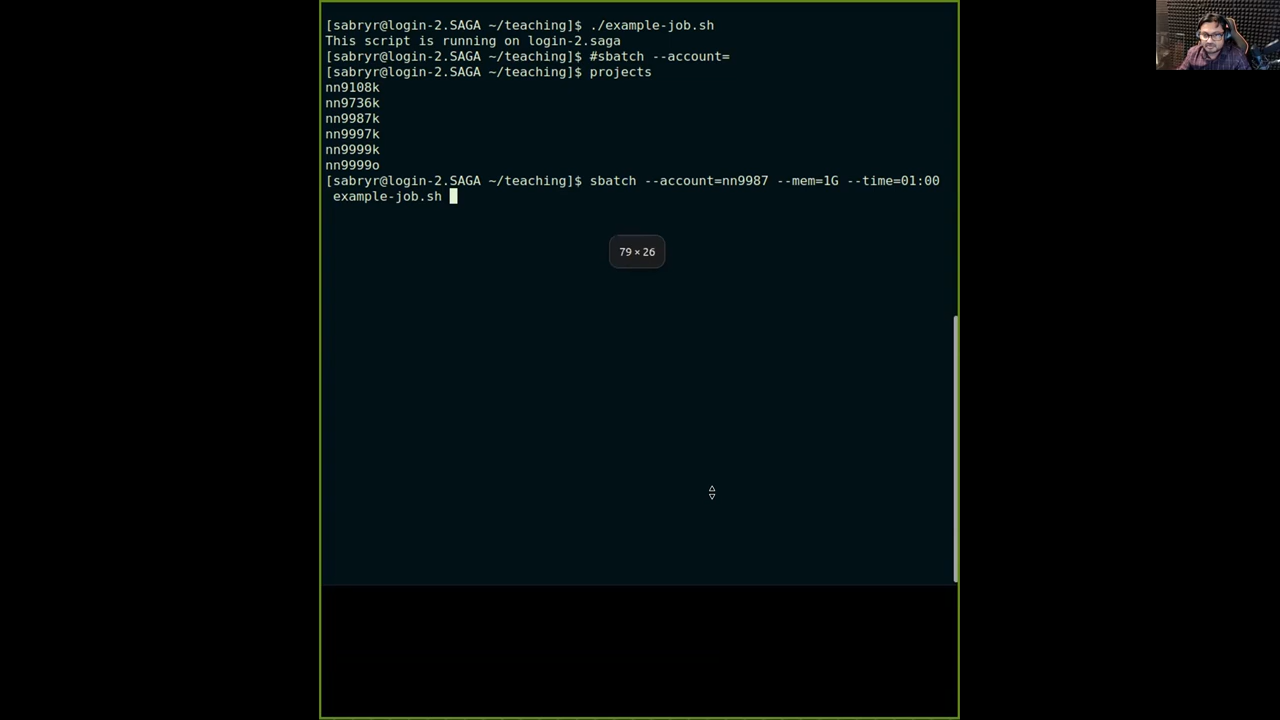 [sabryr@login-2.SAGA ~/teaching]$ ./example-job.sh
This script is running on login-2.saga
[sabryr@login-2.SAGA ~/teaching]$ #sbatch --account=
[sabryr@login-2.SAGA ~/teaching]$ projects
nn9108k
nn9736k
nn9987k
nn9997k
nn9999k
nn9999o
[sabryr@login-2.SAGA ~/teaching]$ sbatch --account=nn9987 --mem=1G --time=01:00
example-job.sh
79 × 26